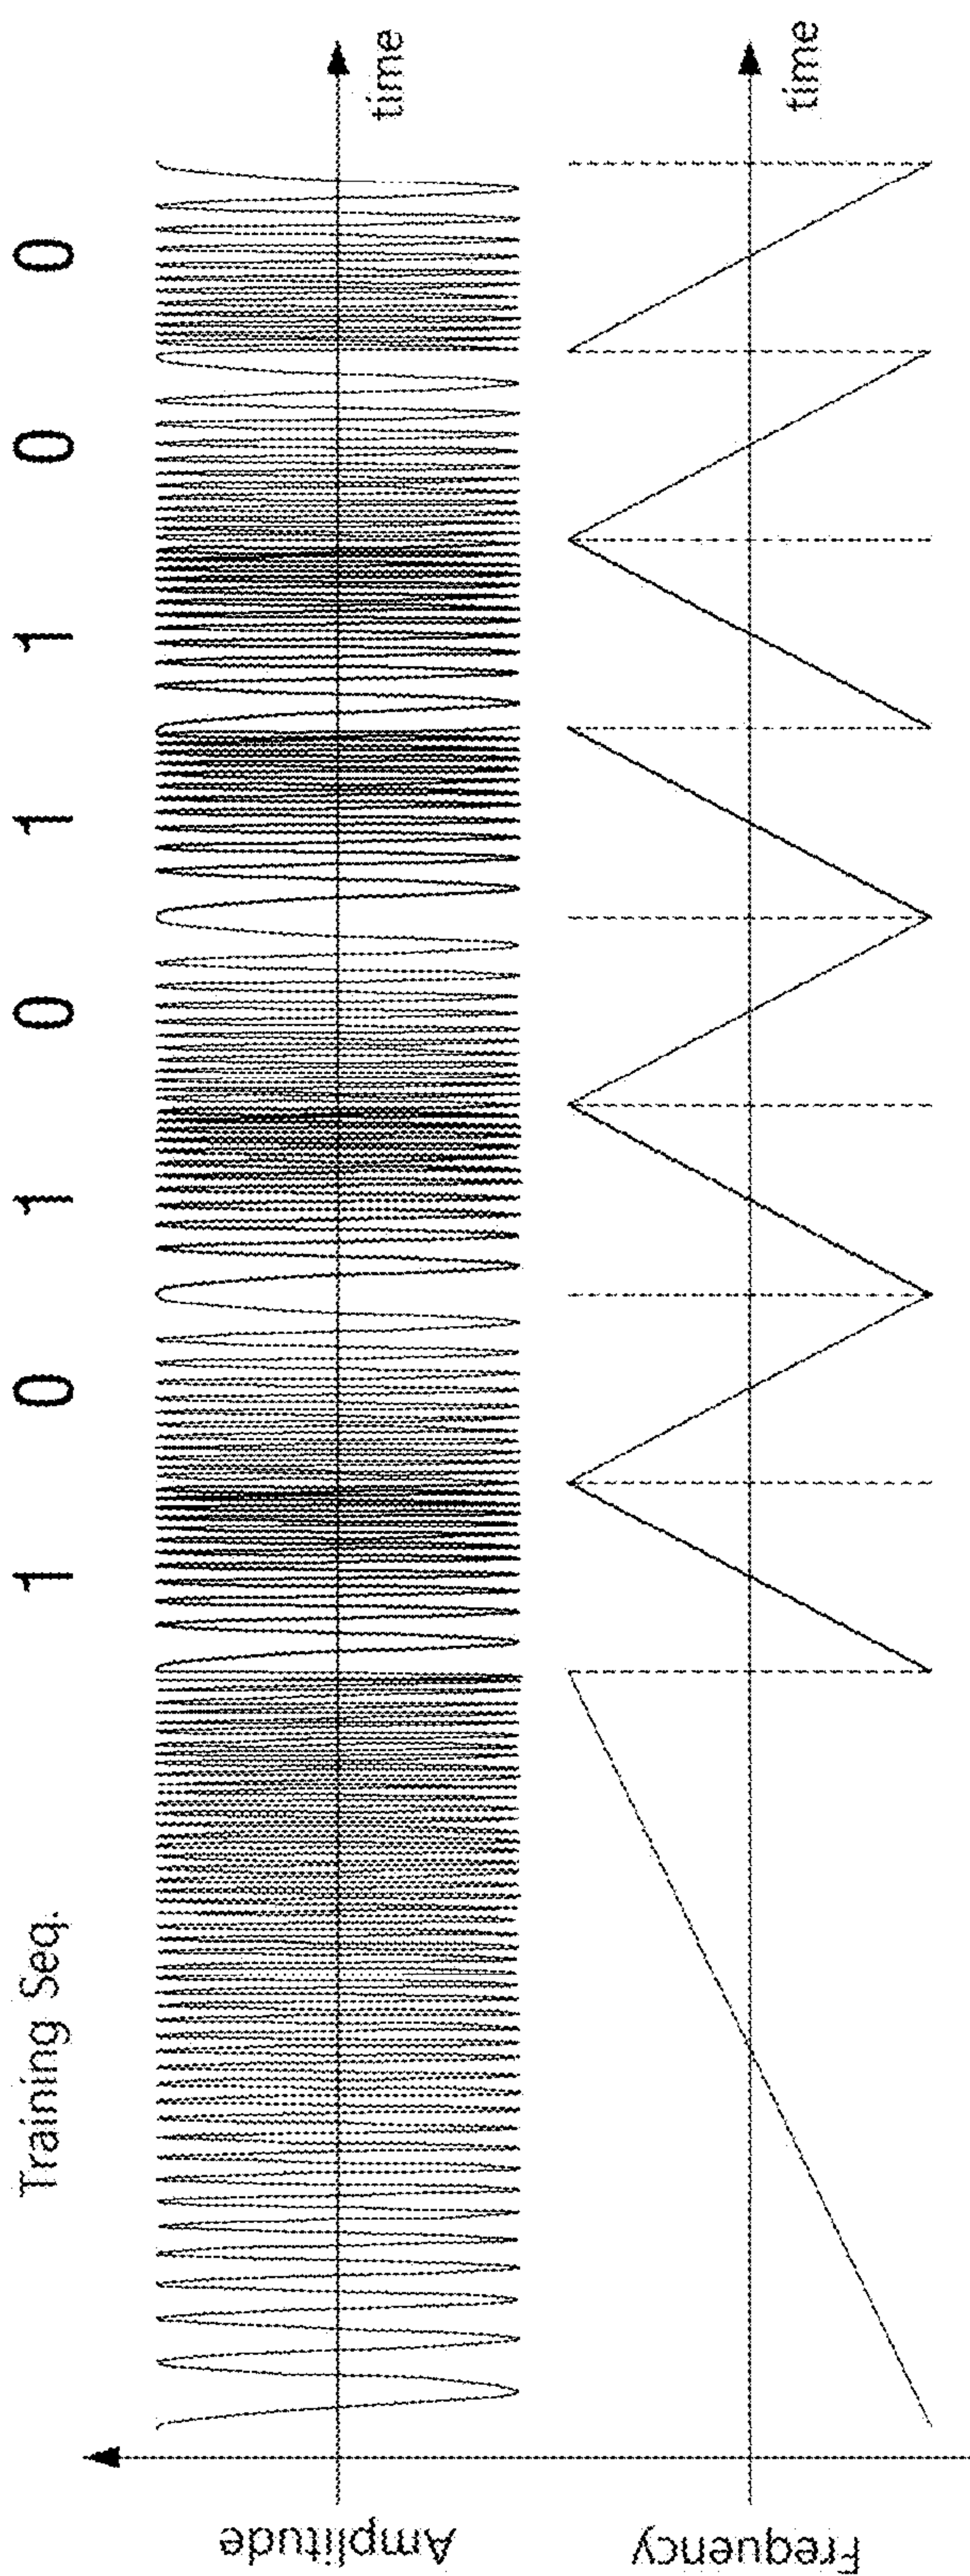 Training Seq. 1 0 1 0 1 1 0 0
Amplitude
time
Frequency
time